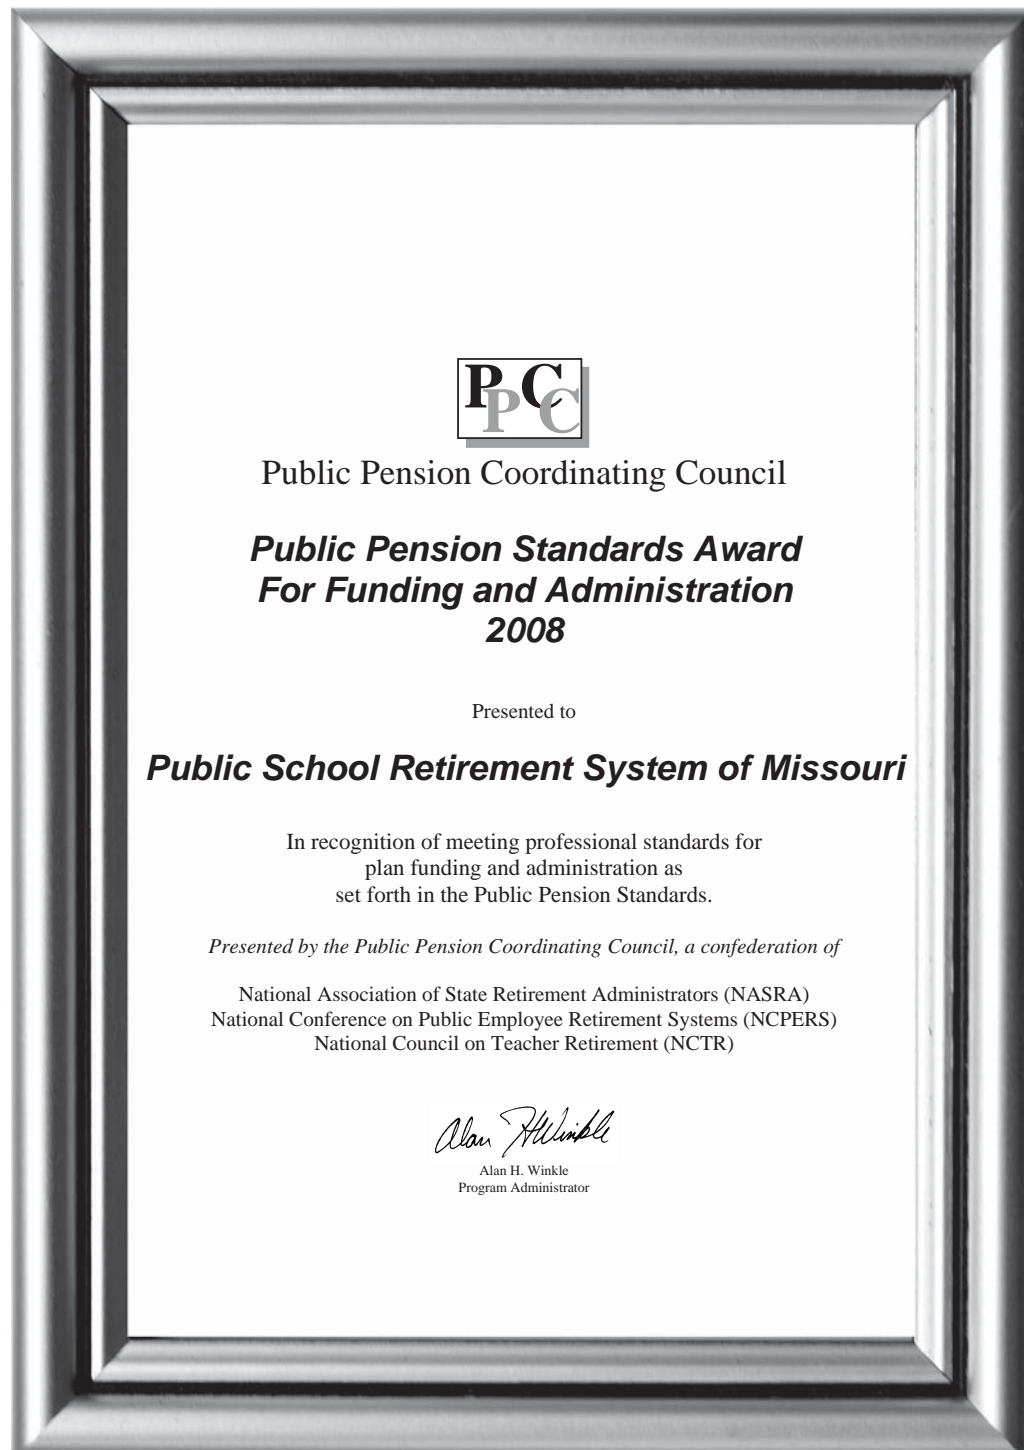 PPCC
Public Pension Coordinating Council
Public Pension Standards Award
For Funding and Administration
2008
Presented to
Public School Retirement System of Missouri
In recognition of meeting professional standards for
plan funding and administration as
set forth in the Public Pension Standards.
Presented by the Public Pension Coordinating Council, a confederation of
National Association of State Retirement Administrators (NASRA)
National Conference on Public Employee Retirement Systems (NCPERS)
National Council on Teacher Retirement (NCTR)
Alan H Winkle
Alan H. Winkle
Program Administrator